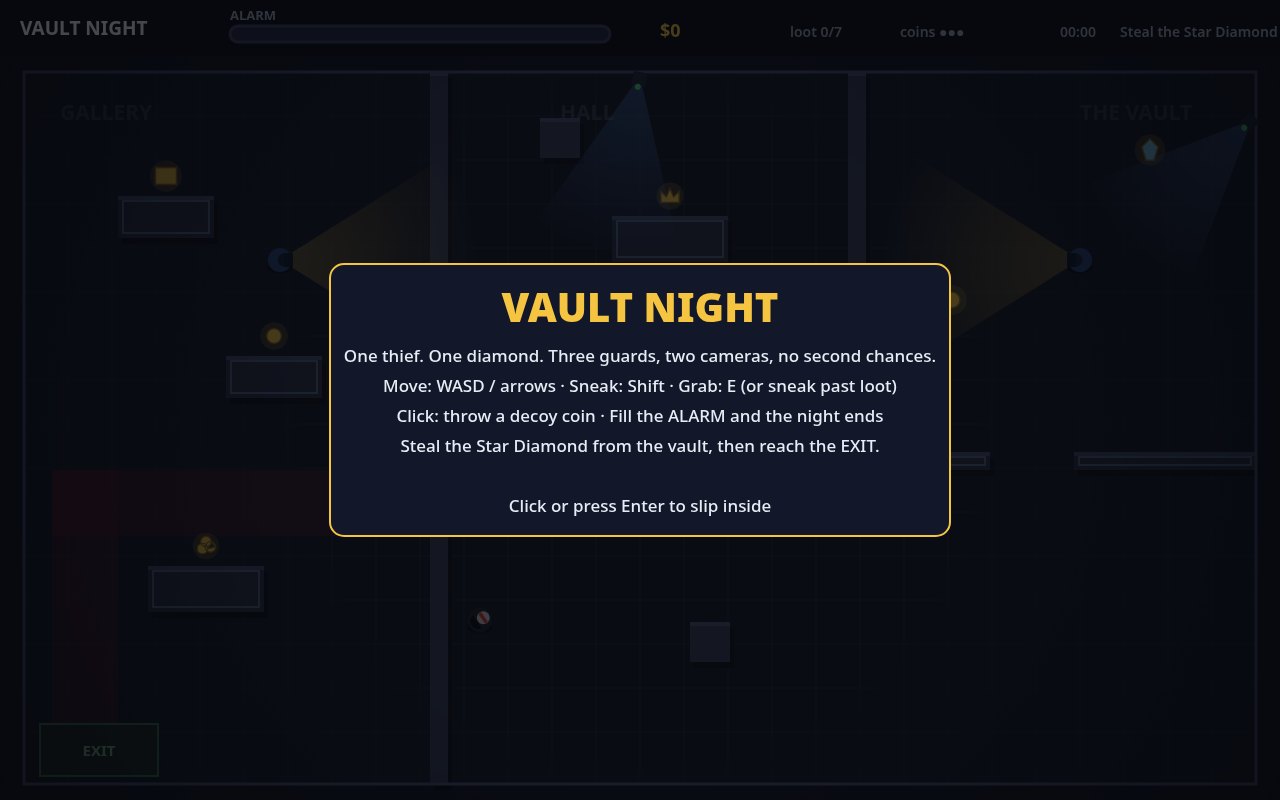 VAULT NIGHT
ALARM
$0
loot 0/7
coins ●●●
00:00
Steal the Star Diamond
GALLERY
HALL
THE VAULT
VAULT NIGHT
One thief. One diamond. Three guards, two cameras, no second chances.
Move: WASD / arrows · Sneak: Shift · Grab: E (or sneak past loot)
Click: throw a decoy coin · Fill the ALARM and the night ends
Steal the Star Diamond from the vault, then reach the EXIT.
Click or press Enter to slip inside
EXIT